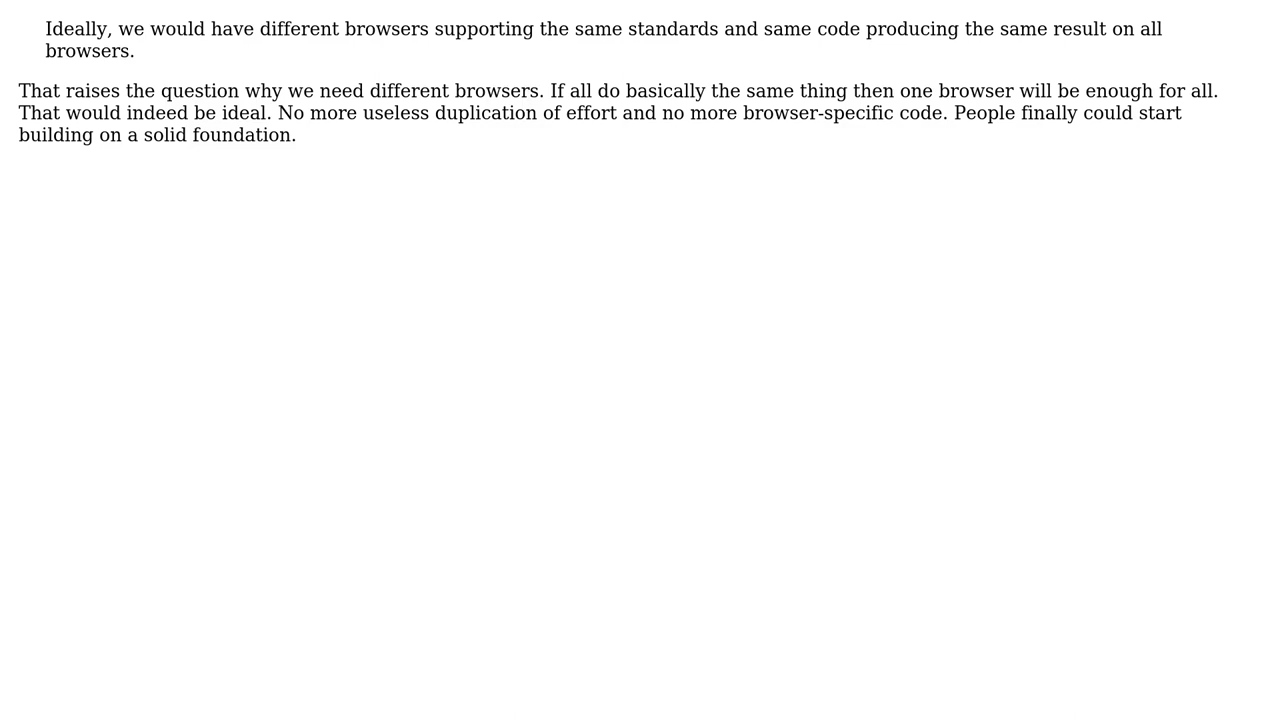 Ideally, we would have different browsers supporting the same standards and same code producing the same result on all
browsers.
That raises the question why we need different browsers. If all do basically the same thing then one browser will be enough for all.
That would indeed be ideal. No more useless duplication of effort and no more browser-specific code. People finally could start
building on a solid foundation.